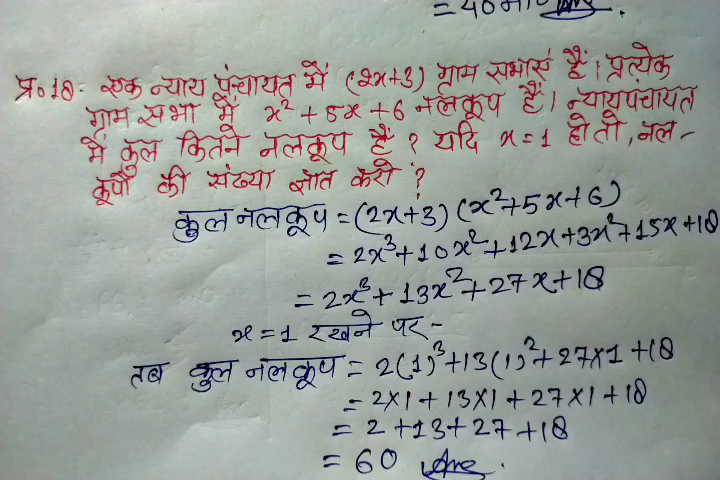 = 40 मी० Ans.
प्र०18- एक न्याय पंचायत में (2x+3) ग्राम सभाएं हैं। प्रत्येक
ग्राम सभा में x² + 5x + 6 नलकूप हैं। न्यायपंचायत
में कुल कितने नलकूप हैं ? यदि x = 1 हो तो, नल-
कूपों की संख्या ज्ञात करो ?
कुल नलकूप = (2x+3) (x²+5x+6)
= 2x³+10x²+12x+3x²+15x+18
= 2x³+13x²+27x+18
x=1 रखने पर-
तब कुल नलकूप = 2(1)³+13(1)²+27×1+18
= 2×1+13×1+27×1+18
= 2+13+27+18
= 60 Ans.